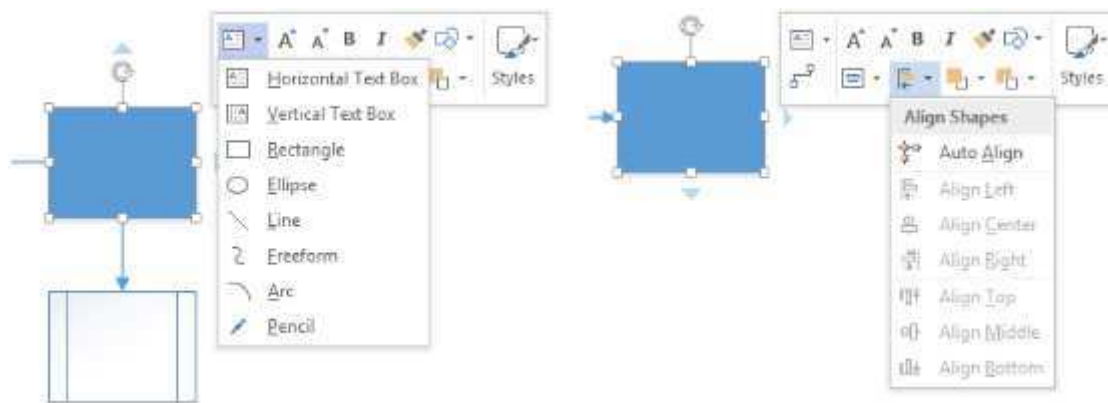 A A B I
Horizontal Text Box
Styles
Vertical Text Box
Rectangle
Ellipse
Line
Freeform
Arc
Pencil
A A B I
Styles
Align Shapes
Auto Align
Align Left
Align Center
Align Right
Align Top
Align Middle
Align Bottom